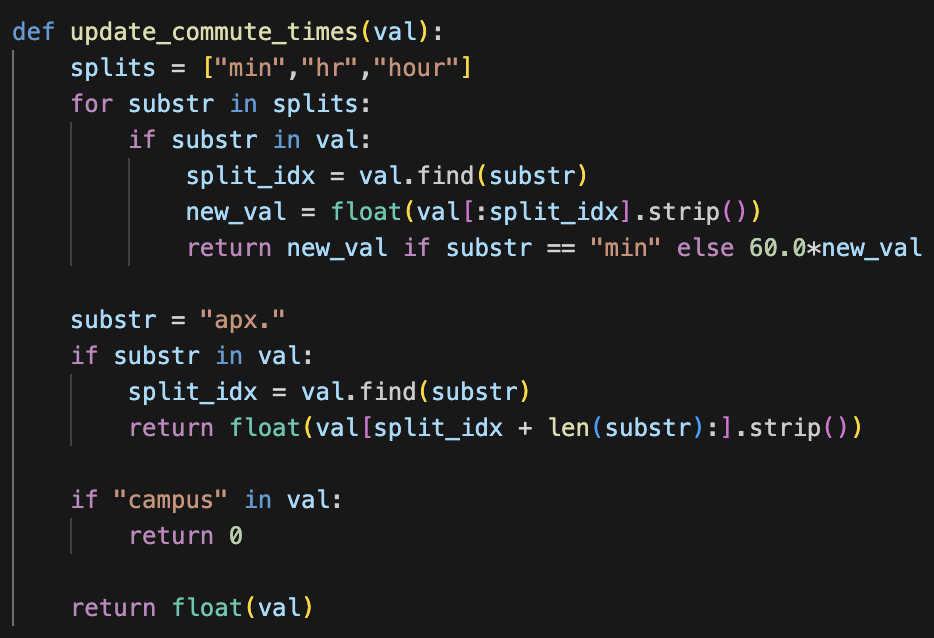 def update_commute_times(val):
    splits = ["min","hr","hour"]
    for substr in splits:
        if substr in val:
            split_idx = val.find(substr)
            new_val = float(val[:split_idx].strip())
            return new_val if substr == "min" else 60.0*new_val

    substr = "apx."
    if substr in val:
        split_idx = val.find(substr)
        return float(val[split_idx + len(substr):].strip())

    if "campus" in val:
        return 0

    return float(val)